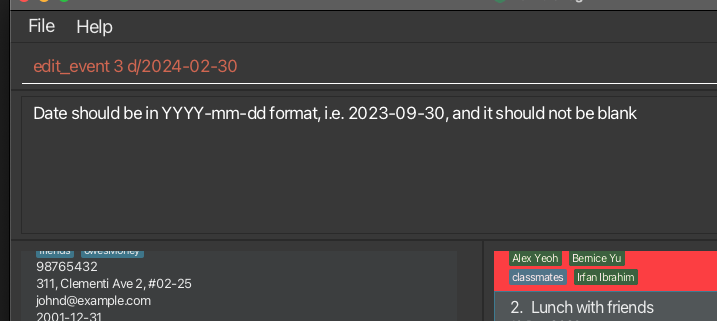 File Help
edit_event 3 d/2024-02-30
Date should be in YYYY-mm-dd format, i.e. 2023-09-30, and it should not be blank
friends owesMoney
98765432
311, Clementi Ave 2, #02-25
johnd@example.com
2001-12-31
Alex Yeoh Bernice Yu
classmates Irfan Ibrahim
2. Lunch with friends